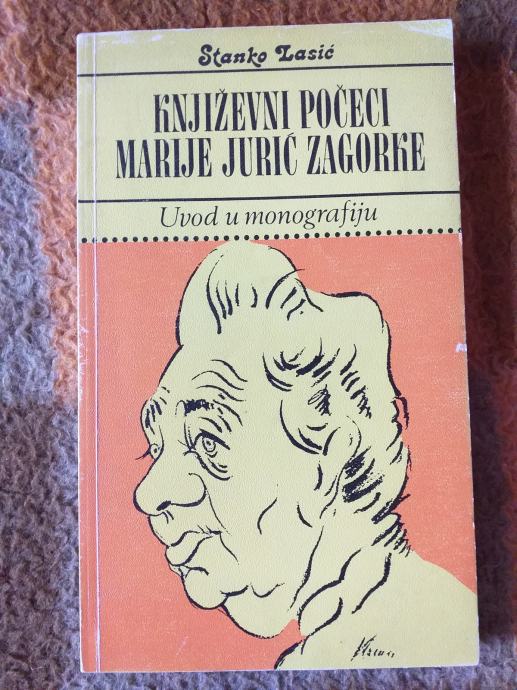 Stanko Lasić
KNJIŽEVNI POČECI
MARIJE JURIĆ ZAGORKE
Uvod u monografiju